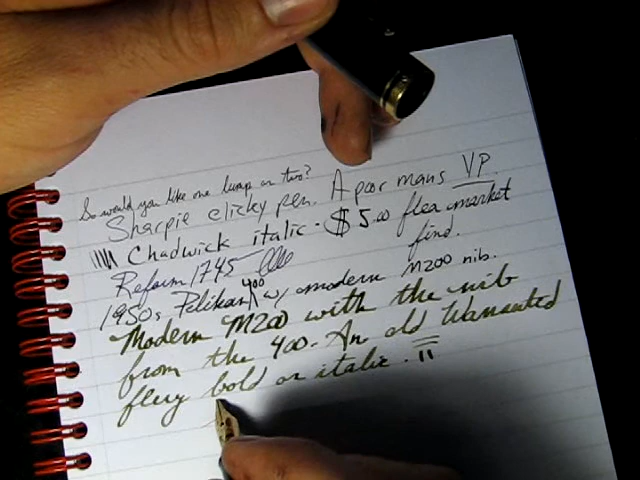 So would you like one lump or two?
Sharpie clicky pen. A poor mans VP.
Chadwick italic - $5.00 flea market
find.
Reform 1745
1950s Pelikan 400 w/ modern M200 nib.
Modern M200 with the nib
from the 400. An old Warranted
flexy bold or italic.